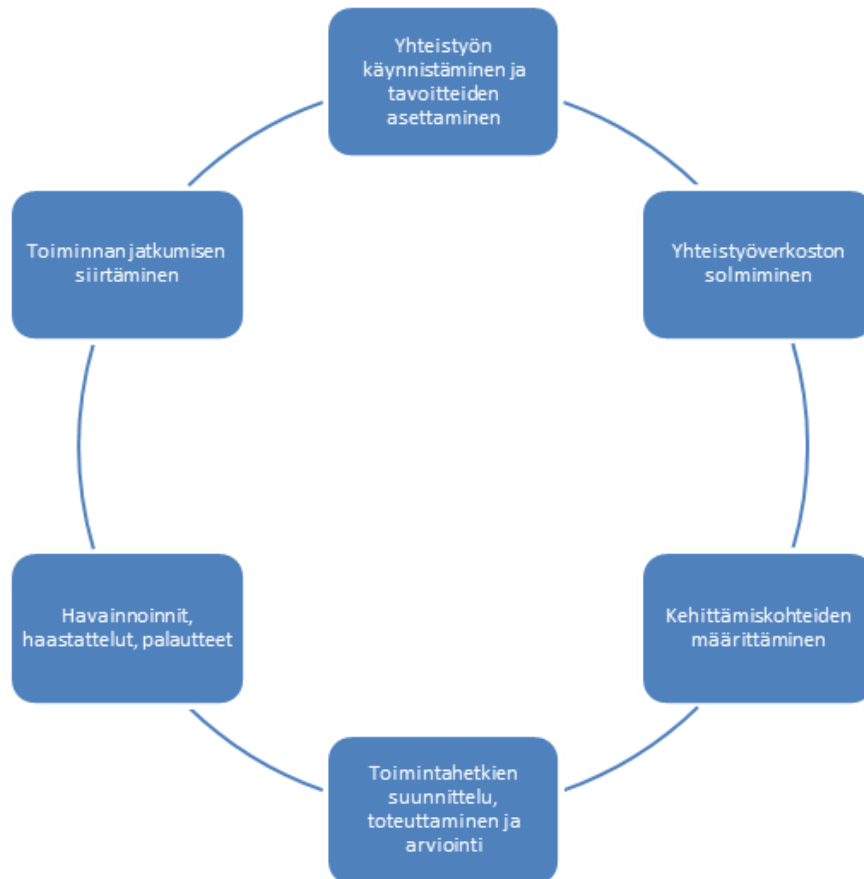 Yhteistyön
käynnistäminen ja
tavoitteiden
asettaminen
Yhteistyöverkoston
solmiminen
Kehittämiskohteiden
määrittäminen
Toimintahetkien
suunnittelu,
toteuttaminen ja
arviointi
Havainnoinnit,
haastattelut, palautteet
Toiminnan jatkumisen
siirtäminen